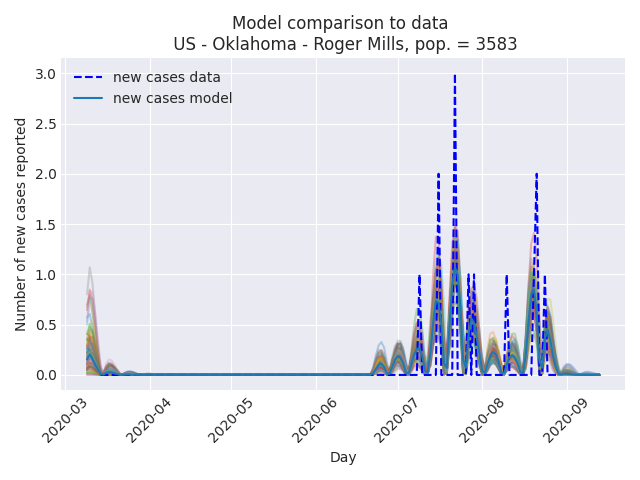 Model comparison to data
US - Oklahoma - Roger Mills, pop. = 3583
Number of new cases reported
3.0
2.5
2.0
1.5
1.0
0.5
0.0
new cases data
new cases model
2020-03
2020-04
2020-05
2020-06
2020-07
2020-08
2020-09
Day